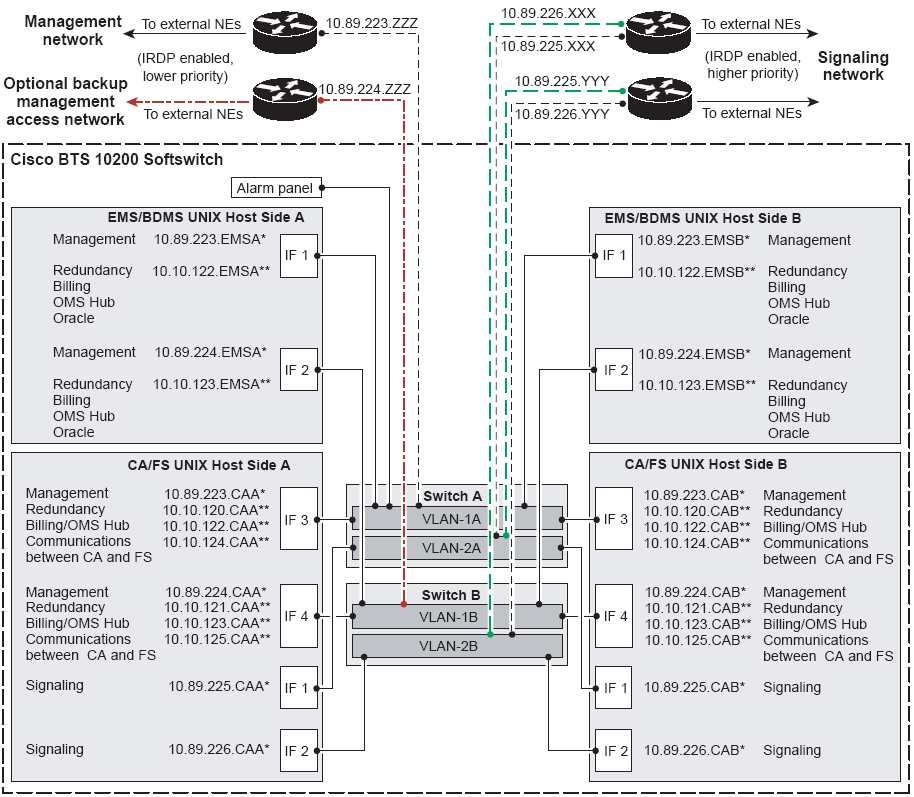 Management
network
To external NEs
10.89.223.ZZZ
(IRDP enabled,
lower priority)
Optional backup
management
access network
10.89.224.ZZZ
To external NEs
10.89.226.XXX
10.89.225.XXX
To external NEs
(IRDP enabled,
higher priority)
Signaling
network
10.89.225.YYY
10.89.226.YYY
To external NEs
Cisco BTS 10200 Softswitch
Alarm panel
EMS/BDMS UNIX Host Side A
Management 10.89.223.EMSA*
IF 1
Redundancy 10.10.122.EMSA**
Billing
OMS Hub
Oracle
Management 10.89.224.EMSA*
IF 2
Redundancy 10.10.123.EMSA**
Billing
OMS Hub
Oracle
EMS/BDMS UNIX Host Side B
IF 1
10.89.223.EMSB* Management
10.10.122.EMSB** Redundancy
Billing
OMS Hub
Oracle
IF 2
10.89.224.EMSB* Management
10.10.123.EMSB** Redundancy
Billing
OMS Hub
Oracle
CA/FS UNIX Host Side A
Management 10.89.223.CAA*
Redundancy 10.10.120.CAA**
Billing/OMS Hub 10.10.122.CAA**
Communications 10.10.124.CAA**
between CA and FS
IF 3
Management 10.89.224.CAA*
Redundancy 10.10.121.CAA**
Billing/OMS Hub 10.10.123.CAA**
Communications 10.10.125.CAA**
between CA and FS
IF 4
Signaling 10.89.225.CAA*
IF 1
Signaling 10.89.226.CAA*
IF 2
Switch A
VLAN-1A
VLAN-2A
Switch B
VLAN-1B
VLAN-2B
CA/FS UNIX Host Side B
IF 3
10.89.223.CAB* Management
10.10.120.CAB** Redundancy
10.10.122.CAB** Billing/OMS Hub
10.10.124.CAB** Communications
between CA and FS
IF 4
10.89.224.CAB* Management
10.10.121.CAB** Redundancy
10.10.123.CAB** Billing/OMS Hub
10.10.125.CAB** Communications
between CA and FS
IF 1
10.89.225.CAB* Signaling
IF 2
10.89.226.CAB* Signaling